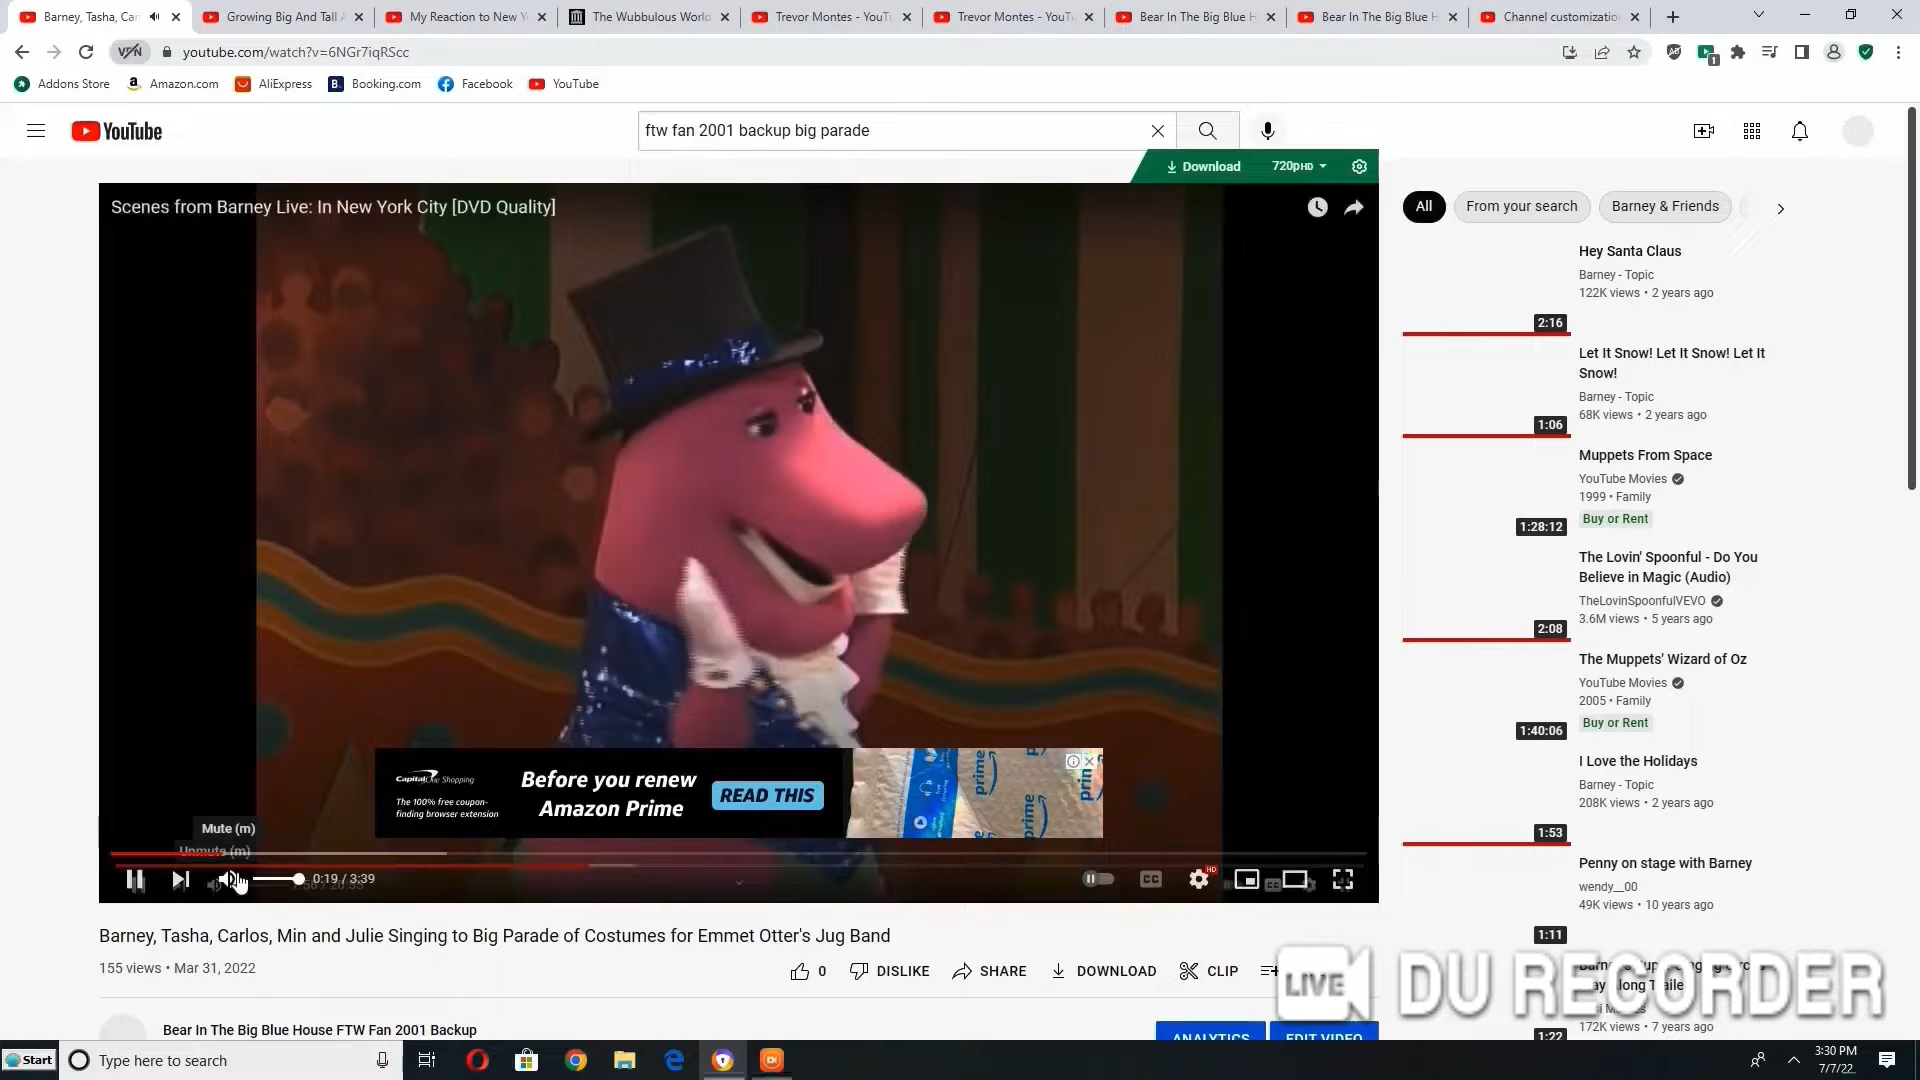 Barney, Tasha, Car
Growing Big And Tall A
My Reaction to New Y
The Wubbulous World
Trevor Montes - YouTu
Trevor Montes - YouTu
Bear In The Big Blue H
Bear In The Big Blue H
Channel customizatio
VPN
youtube.com/watch?v=6NGr7iqRScc
1
Addons Store
Amazon.com
AliExpress
Booking.com
Facebook
YouTube
YouTube
ftw fan 2001 backup big parade
Download
720pHD
Scenes from Barney Live: In New York City [DVD Quality]
All
From your search
Barney & Friends
Hey Santa Claus
Barney - Topic
122K views • 2 years ago
2:16
Let It Snow! Let It Snow! Let It
Snow!
Barney - Topic
68K views • 2 years ago
1:06
Muppets From Space
YouTube Movies
1999 • Family
Buy or Rent
1:28:12
The Lovin' Spoonful - Do You
Believe in Magic (Audio)
TheLovinSpoonfulVEVO
3.6M views • 5 years ago
2:08
The Muppets' Wizard of Oz
YouTube Movies
2005 • Family
Buy or Rent
1:40:06
I Love the Holidays
Barney - Topic
208K views • 2 years ago
1:53
Penny on stage with Barney
wendy__00
49K views • 10 years ago
1:11
172K views • 7 years ago
1:22
Capital One Shopping
The 100% free coupon-
finding browser extension
Before you renew
Amazon Prime
READ THIS
prime
prime
Mute (m)
Unmute (m)
0:19 / 3:39
CC
HD
Barney, Tasha, Carlos, Min and Julie Singing to Big Parade of Costumes for Emmet Otter's Jug Band
155 views • Mar 31, 2022
0
DISLIKE
SHARE
DOWNLOAD
CLIP
LIVE
DU RECORDER
Bear In The Big Blue House FTW Fan 2001 Backup
ANALYTICS
EDIT VIDEO
Start
Type here to search
3:30 PM
7/7/22